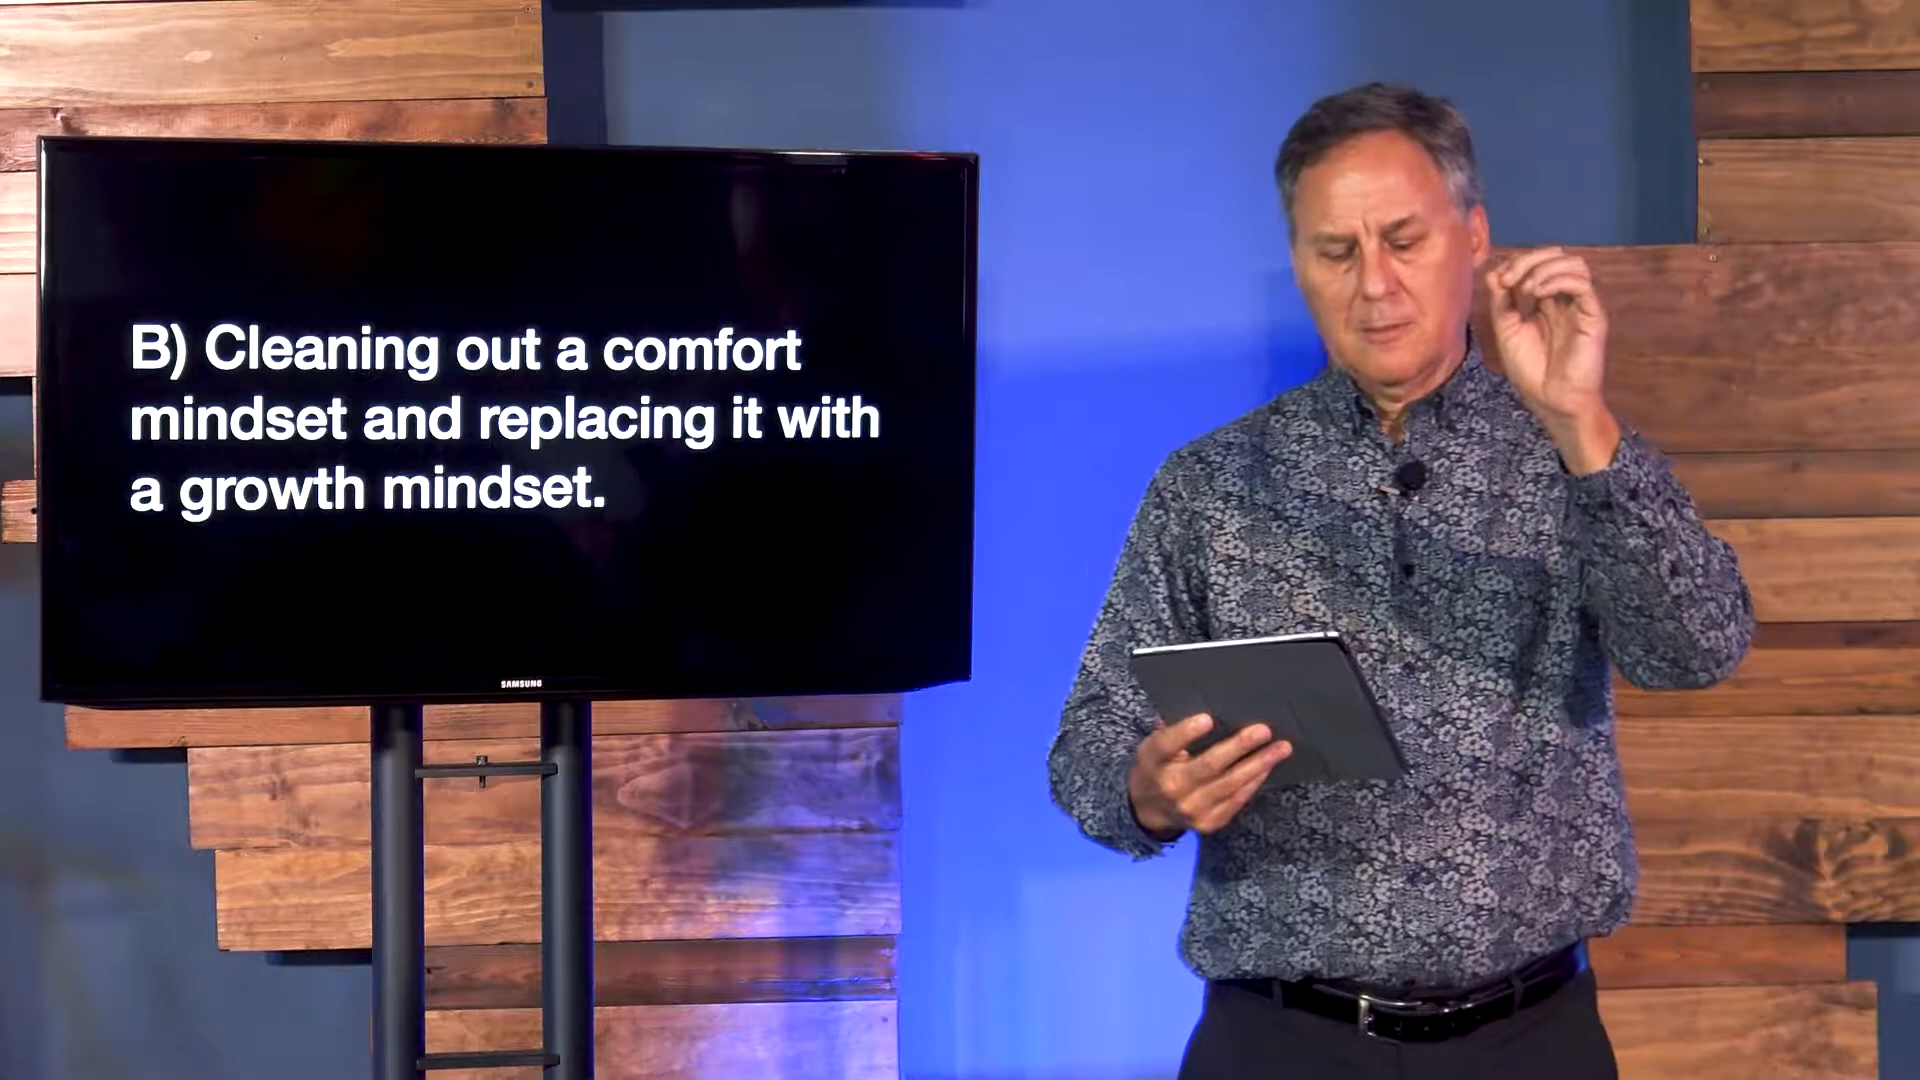 B) Cleaning out a comfort
mindset and replacing it with
a growth mindset.
SAMSUNG